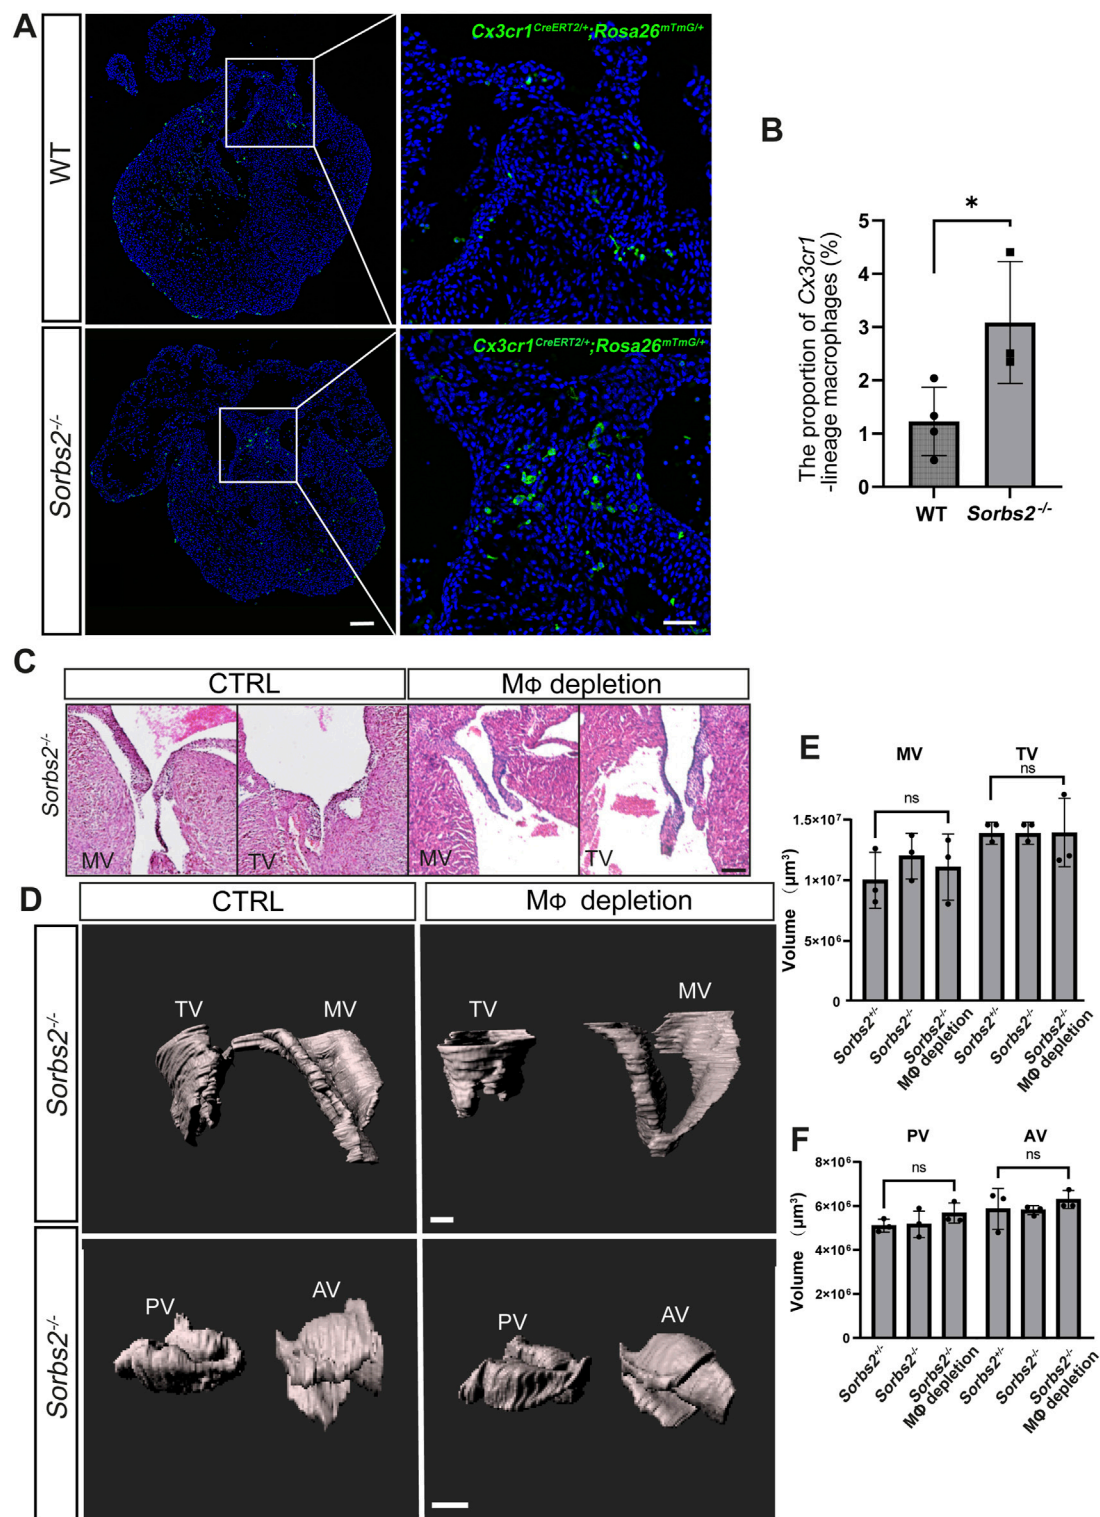 A
WT
Cx3cr1CreERT2/+;Rosa26mTmG/+
Sorbs2-/-
Cx3cr1CreERT2/+;Rosa26mTmG/+
B
The proportion of Cx3cr1
-lineage macrophages (%)
5
4
3
2
1
0
*
WT Sorbs2-/-
C
CTRL MΦ depletion
Sorbs2-/-
MV TV MV TV
D
CTRL MΦ depletion
Sorbs2-/-
TV MV TV MV
Sorbs2-/-
PV AV PV AV
E
MV TV
ns ns
Volume (μm³)
1.5×10⁷
1×10⁷
5×10⁶
0
Sorbs2+/-
Sorbs2-/-
Sorbs2-/-
MΦ depletion
Sorbs2+/-
Sorbs2-/-
Sorbs2-/-
MΦ depletion
F
PV AV
ns ns
Volume (μm³)
8×10⁶
6×10⁶
4×10⁶
2×10⁶
0
Sorbs2+/-
Sorbs2-/-
Sorbs2-/-
MΦ depletion
Sorbs2+/-
Sorbs2-/-
Sorbs2-/-
MΦ depletion